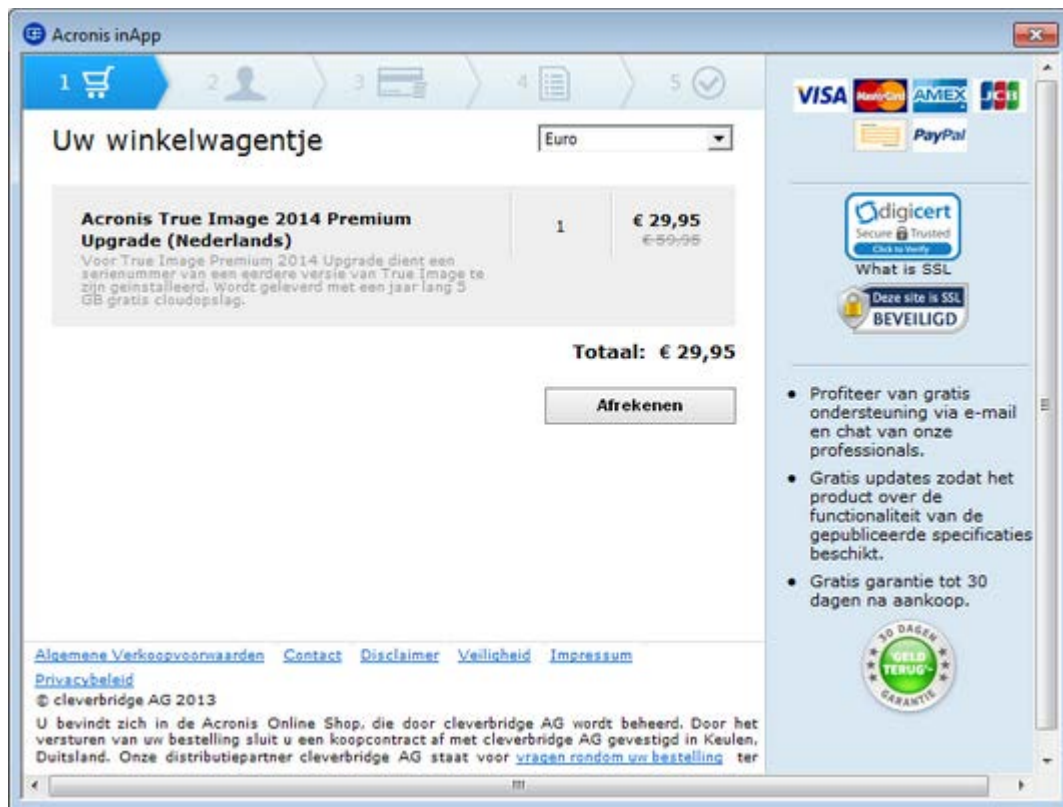 Acronis inApp
1
2
3
4
5
Uw winkelwagentje
Euro
Acronis True Image 2014 Premium
Upgrade (Nederlands)
1
€ 29,95
€ 59,95
Voor True Image Premium 2014 Upgrade dient een
serienummer van een eerdere versie van True Image te
zijn geinstalleerd. Wordt geleverd met een jaar lang 5
GB gratis cloudopslag.
Totaal: € 29,95
Afrekenen
Algemene Verkoopvoorwaarden Contact Disclaimer Veiligheid Impressum
Privacybeleid
© cleverbridge AG 2013
U bevindt zich in de Acronis Online Shop, die door cleverbridge AG wordt beheerd. Door het
versturen van uw bestelling sluit u een koopcontract af met cleverbridge AG gevestigd in Keulen,
Duitsland. Onze distributiepartner cleverbridge AG staat voor vragen rondom uw bestelling ter
VISA MasterCard AMEX JCB
PayPal
digicert
Secure Trusted
Click to Verify
What is SSL
Deze site is SSL
BEVEILIGD
• Profiteer van gratis
ondersteuning via e-mail
en chat van onze
professionals.
• Gratis updates zodat het
product over de
functionaliteit van de
gepubliceerde specificaties
beschikt.
• Gratis garantie tot 30
dagen na aankoop.
30 DAGEN
'GELD
TERUG'-
GARANTIE